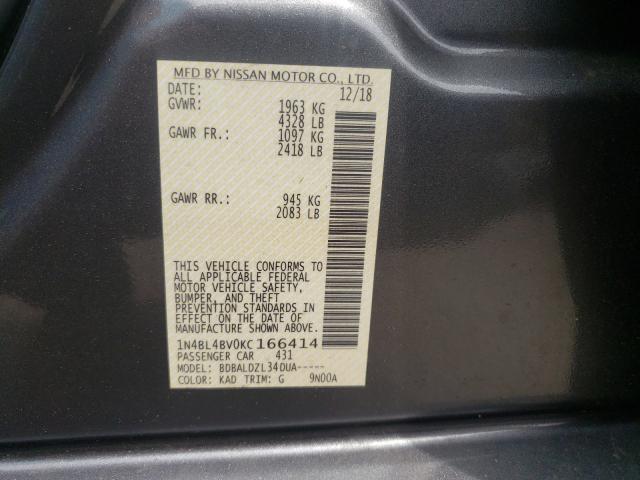 MFD BY NISSAN MOTOR CO., LTD.
DATE: 12/18
GVWR: 1963 KG
4328 LB
GAWR FR.: 1097 KG
2418 LB
GAWR RR.: 945 KG
2083 LB
THIS VEHICLE CONFORMS TO
ALL APPLICABLE FEDERAL
MOTOR VEHICLE SAFETY,
BUMPER, AND THEFT
PREVENTION STANDARDS IN
EFFECT ON THE DATE OF
MANUFACTURE SHOWN ABOVE.
1N4BL4BV0KC166414
PASSENGER CAR 431
MODEL: BDBALDZL34DUA-----
COLOR: KAD TRIM: G 9N00A